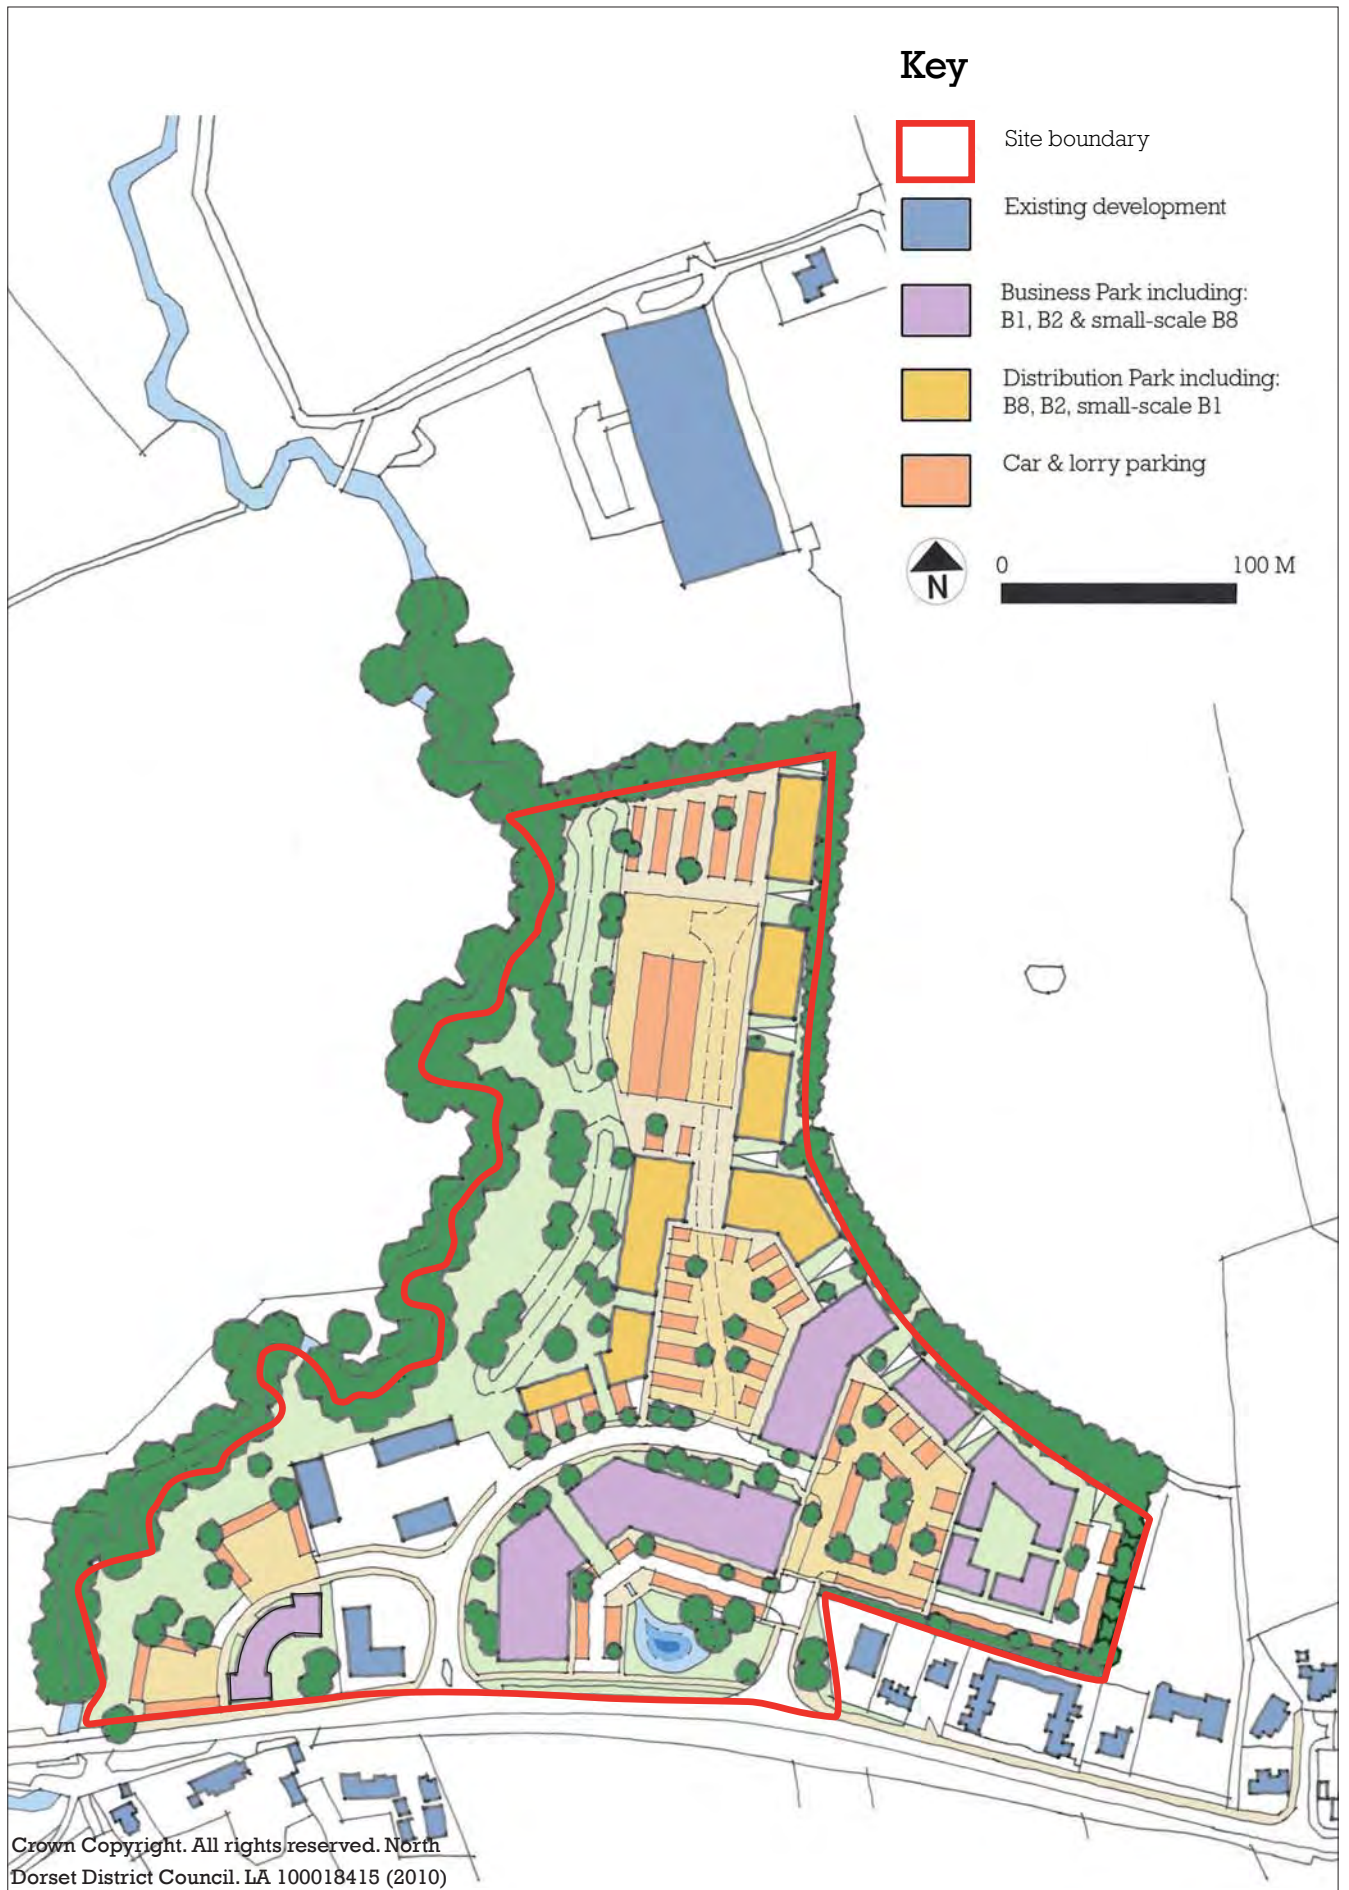 Key
Site boundary
Existing development
Business Park including:
B1, B2 & small-scale B8
Distribution Park including:
B8, B2, small-scale B1
Car & lorry parking
N
0 100 M
Crown Copyright. All rights reserved. North
Dorset District Council. LA 100018415 (2010)